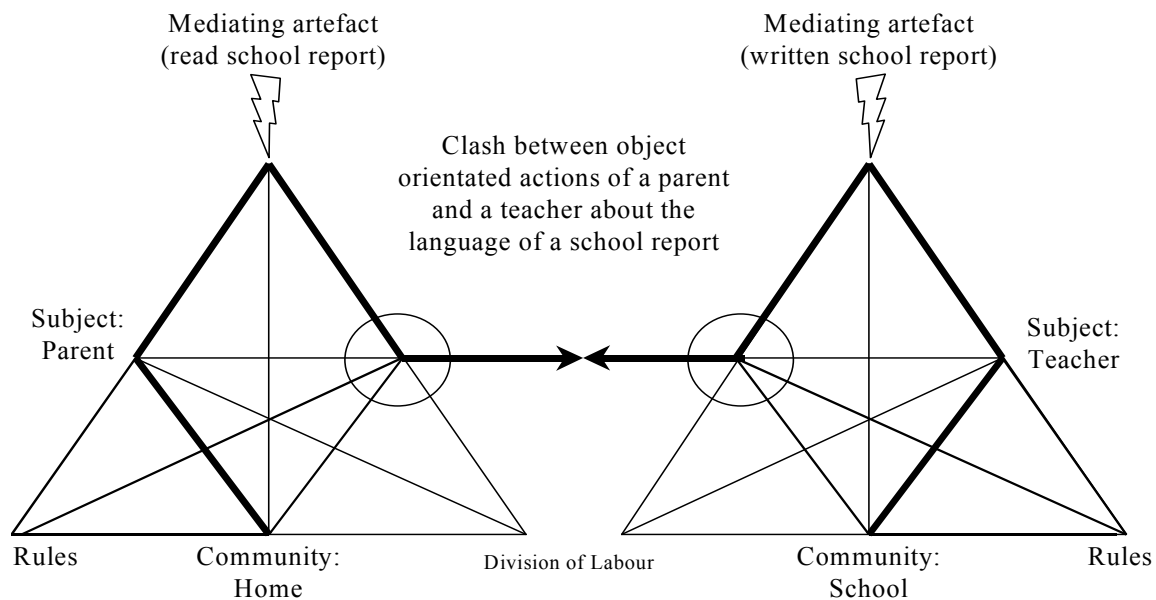 Mediating artefact
(read school report)
Mediating artefact
(written school report)
Clash between object
orientated actions of a parent
and a teacher about the
language of a school report
Subject:
Parent
Subject:
Teacher
Rules
Community:
Home
Division of Labour
Community:
School
Rules